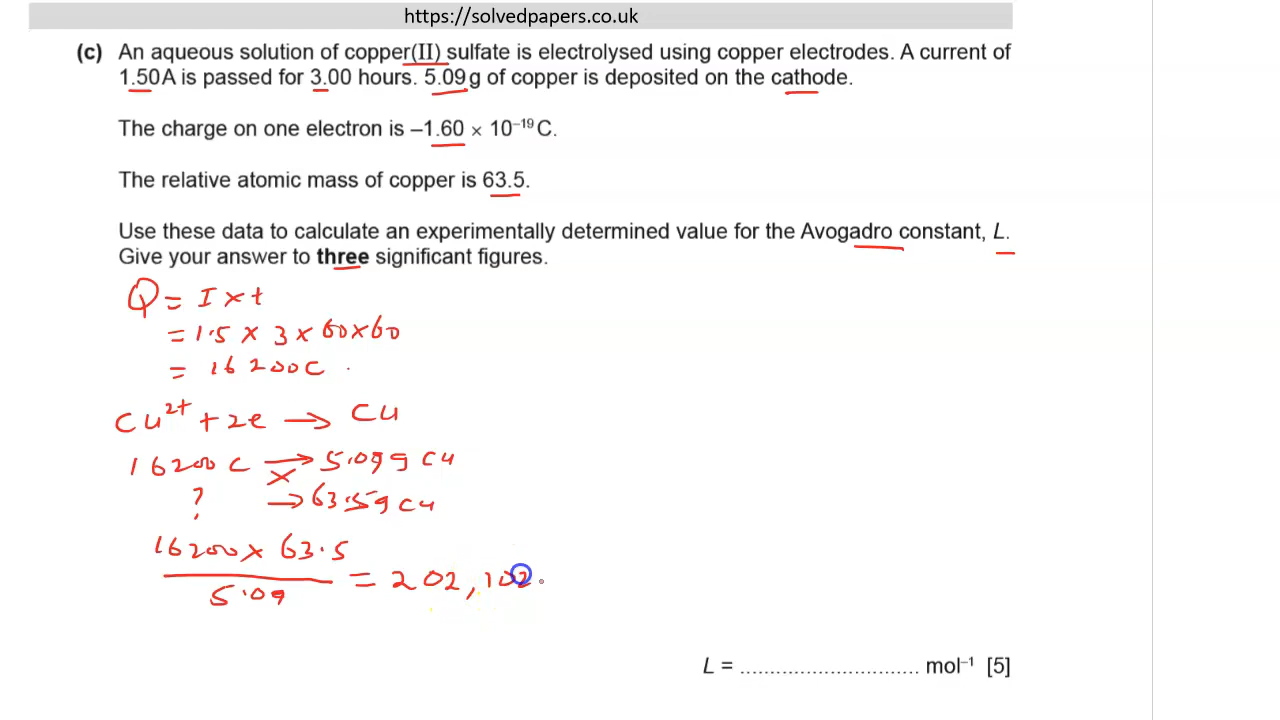 https://solvedpapers.co.uk
(c) An aqueous solution of copper(II) sulfate is electrolysed using copper electrodes. A current of
1.50A is passed for 3.00 hours. 5.09g of copper is deposited on the cathode.
The charge on one electron is –1.60 × 10⁻¹⁹C.
The relative atomic mass of copper is 63.5.
Use these data to calculate an experimentally determined value for the Avogadro constant, L.
Give your answer to three significant figures.
Q = I x t
= 1.5 x 3 x 60 x 60
= 16200C .
Cu²⁺ + 2e → Cu
16200 C → 5.09g Cu
x
? → 63.5g Cu
16200 x 63.5
5.09
= 202,102.
L = ............................ mol⁻¹ [5]